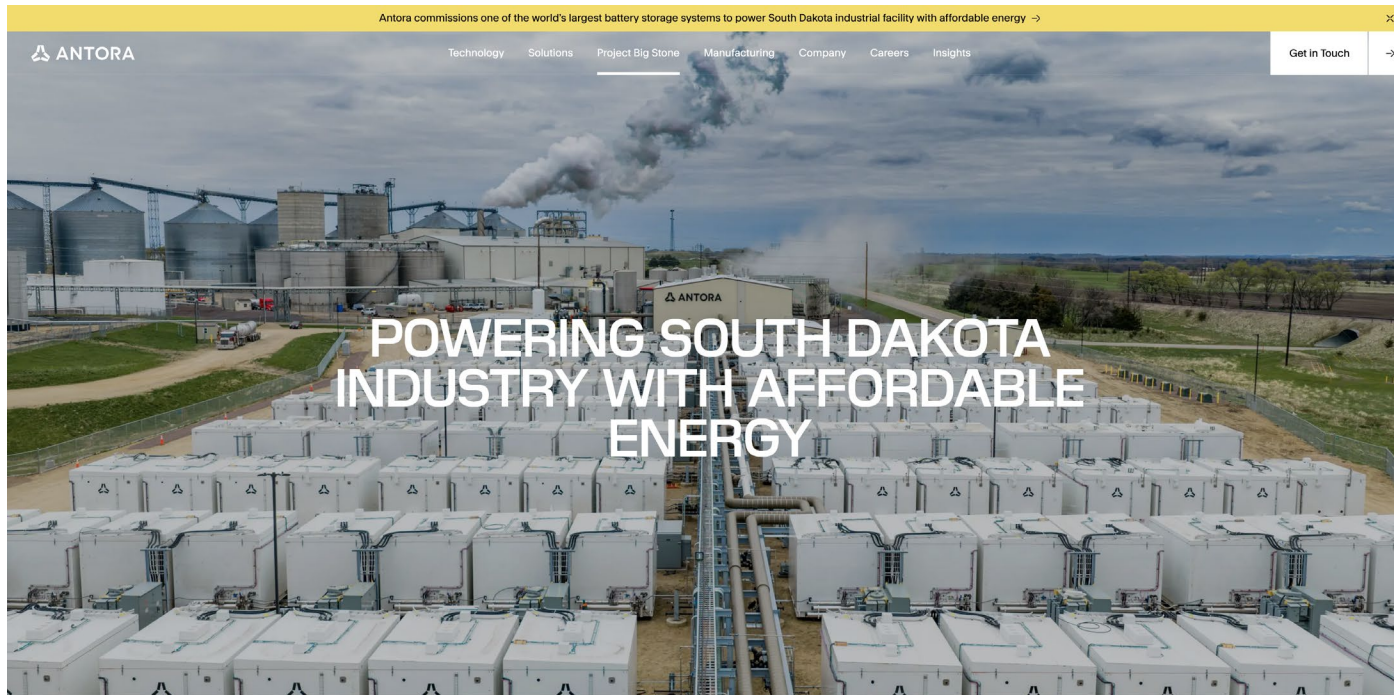 Antora commissions one of the world's largest battery storage systems to power South Dakota industrial facility with affordable energy →
ANTORA
Technology Solutions Project Big Stone Manufacturing Company Careers Insights
Get in Touch →
ANTORA
POWERING SOUTH DAKOTA
INDUSTRY WITH AFFORDABLE
ENERGY